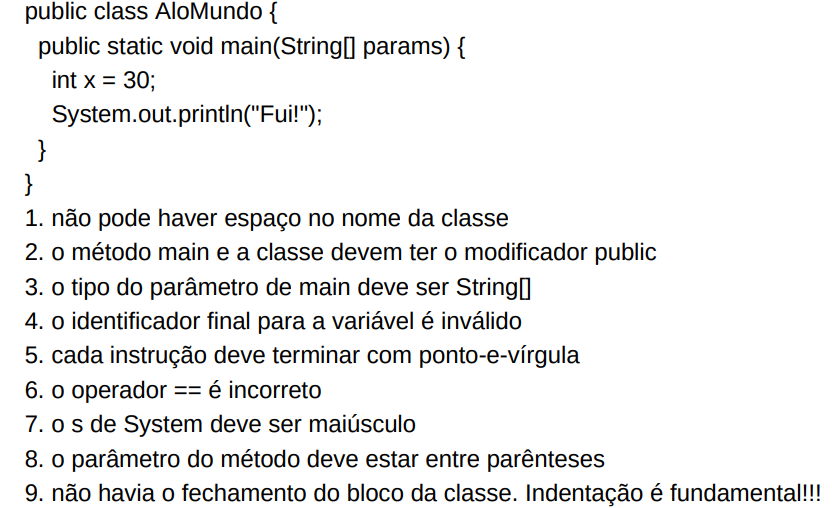 public class AloMundo {
public static void main(String[] params) {
int x = 30;
System.out.println("Fui!");
}
}
1. não pode haver espaço no nome da classe
2. o método main e a classe devem ter o modificador public
3. o tipo do parâmetro de main deve ser String[]
4. o identificador final para a variável é inválido
5. cada instrução deve terminar com ponto-e-vírgula
6. o operador == é incorreto
7. o s de System deve ser maiúsculo
8. o parâmetro do método deve estar entre parênteses
9. não havia o fechamento do bloco da classe. Indentação é fundamental!!!